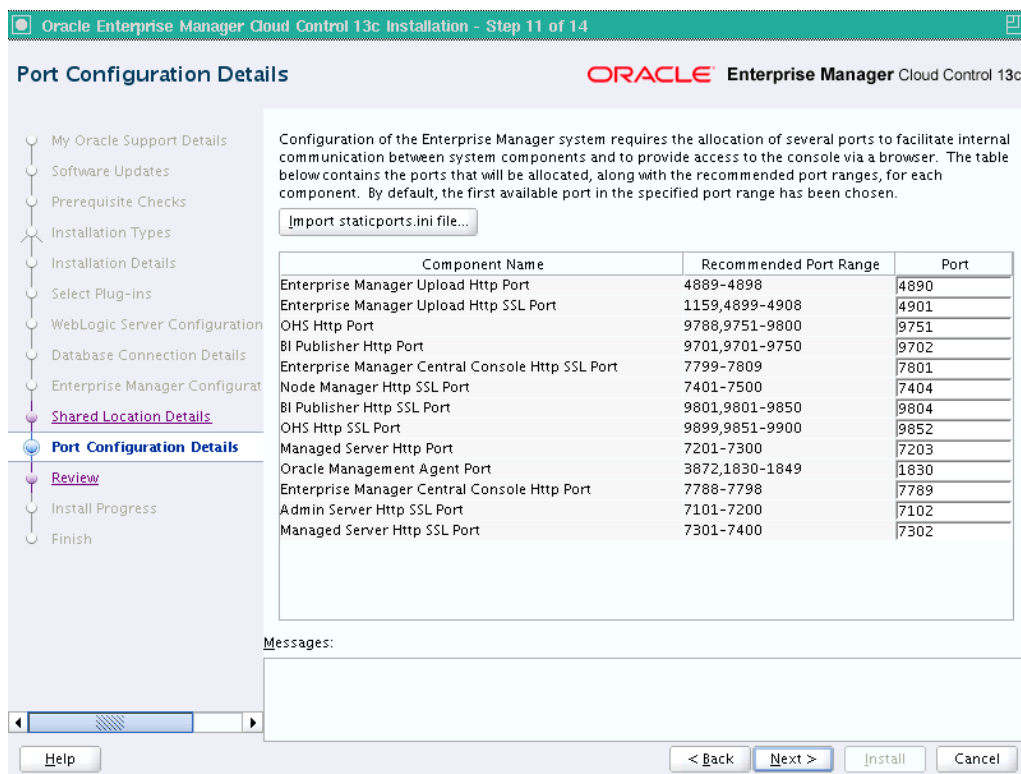 Oracle Enterprise Manager Cloud Control 13c Installation - Step 11 of 14
Port Configuration Details
ORACLE Enterprise Manager Cloud Control 13c
My Oracle Support Details
Software Updates
Prerequisite Checks
Installation Types
Installation Details
Select Plug-ins
WebLogic Server Configuration
Database Connection Details
Enterprise Manager Configurat
Shared Location Details
Port Configuration Details
Review
Install Progress
Finish
Configuration of the Enterprise Manager system requires the allocation of several ports to facilitate internal
communication between system components and to provide access to the console via a browser. The table
below contains the ports that will be allocated, along with the recommended port ranges, for each
component. By default, the first available port in the specified port range has been chosen.
Import staticports.ini file...
Component Name Recommended Port Range Port
Enterprise Manager Upload Http Port 4889-4898 4890
Enterprise Manager Upload Http SSL Port 1159,4899-4908 4901
OHS Http Port 9788,9751-9800 9751
BI Publisher Http Port 9701,9701-9750 9702
Enterprise Manager Central Console Http SSL Port 7799-7809 7801
Node Manager Http SSL Port 7401-7500 7404
BI Publisher Http SSL Port 9801,9801-9850 9804
OHS Http SSL Port 9899,9851-9900 9852
Managed Server Http Port 7201-7300 7203
Oracle Management Agent Port 3872,1830-1849 1830
Enterprise Manager Central Console Http Port 7788-7798 7789
Admin Server Http SSL Port 7101-7200 7102
Managed Server Http SSL Port 7301-7400 7302
Messages:
Help
< Back Next > Install Cancel